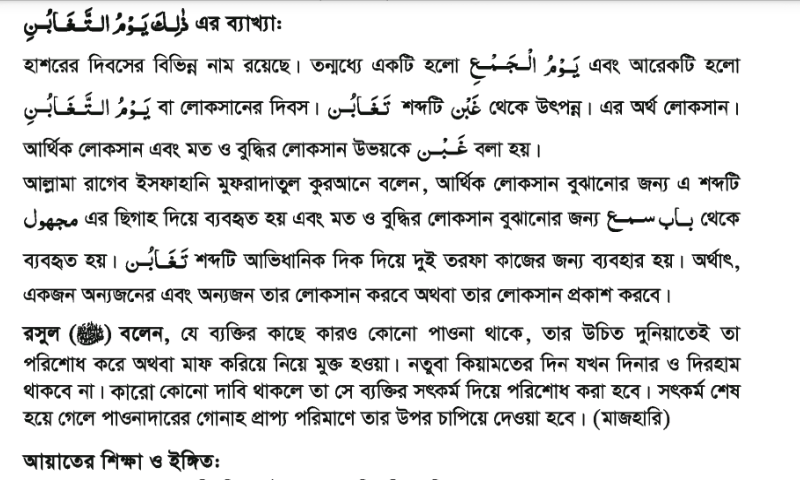 ذٰلِكَ يَوْمُ التَّغَابُنِ এর ব্যাখ্যা:
হাশরের দিবসের বিভিন্ন নাম রয়েছে। তন্মধ্যে একটি হলো يَوْمُ الْجَمْعِ এবং আরেকটি হলো
يَوْمُ التَّغَابُنِ বা লোকসানের দিবস। تَغَابُن শব্দটি غَبْن থেকে উৎপন্ন। এর অর্থ লোকসান।
আর্থিক লোকসান এবং মত ও বুদ্ধির লোকসান উভয়কে غَبْن বলা হয়।
আল্লামা রাগেব ইসফাহানি মুফরাদাতুল কুরআনে বলেন, আর্থিক লোকসান বুঝানোর জন্য এ শব্দটি
مجهول এর ছিগাহ দিয়ে ব্যবহৃত হয় এবং মত ও বুদ্ধির লোকসান বুঝানোর জন্য باب سمع থেকে
ব্যবহৃত হয়। تَغَابُن শব্দটি আভিধানিক দিক দিয়ে দুই তরফা কাজের জন্য ব্যবহার হয়। অর্থাৎ,
একজন অন্যজনের এবং অন্যজন তার লোকসান করবে অথবা তার লোকসান প্রকাশ করবে।
রসুল (ﷺ) বলেন, যে ব্যক্তির কাছে কারও কোনো পাওনা থাকে, তার উচিত দুনিয়াতেই তা
পরিশোধ করে অথবা মাফ করিয়ে নিয়ে মুক্ত হওয়া। নতুবা কিয়ামতের দিন যখন দিনার ও দিরহাম
থাকবে না। কারো কোনো দাবি থাকলে তা সে ব্যক্তির সৎকর্ম দিয়ে পরিশোধ করা হবে। সৎকর্ম শেষ
হয়ে গেলে পাওনাদারের গোনাহ প্রাপ্য পরিমাণে তার উপর চাপিয়ে দেওয়া হবে। (মাজহারি)
আয়াতের শিক্ষা ও ইঙ্গিত: